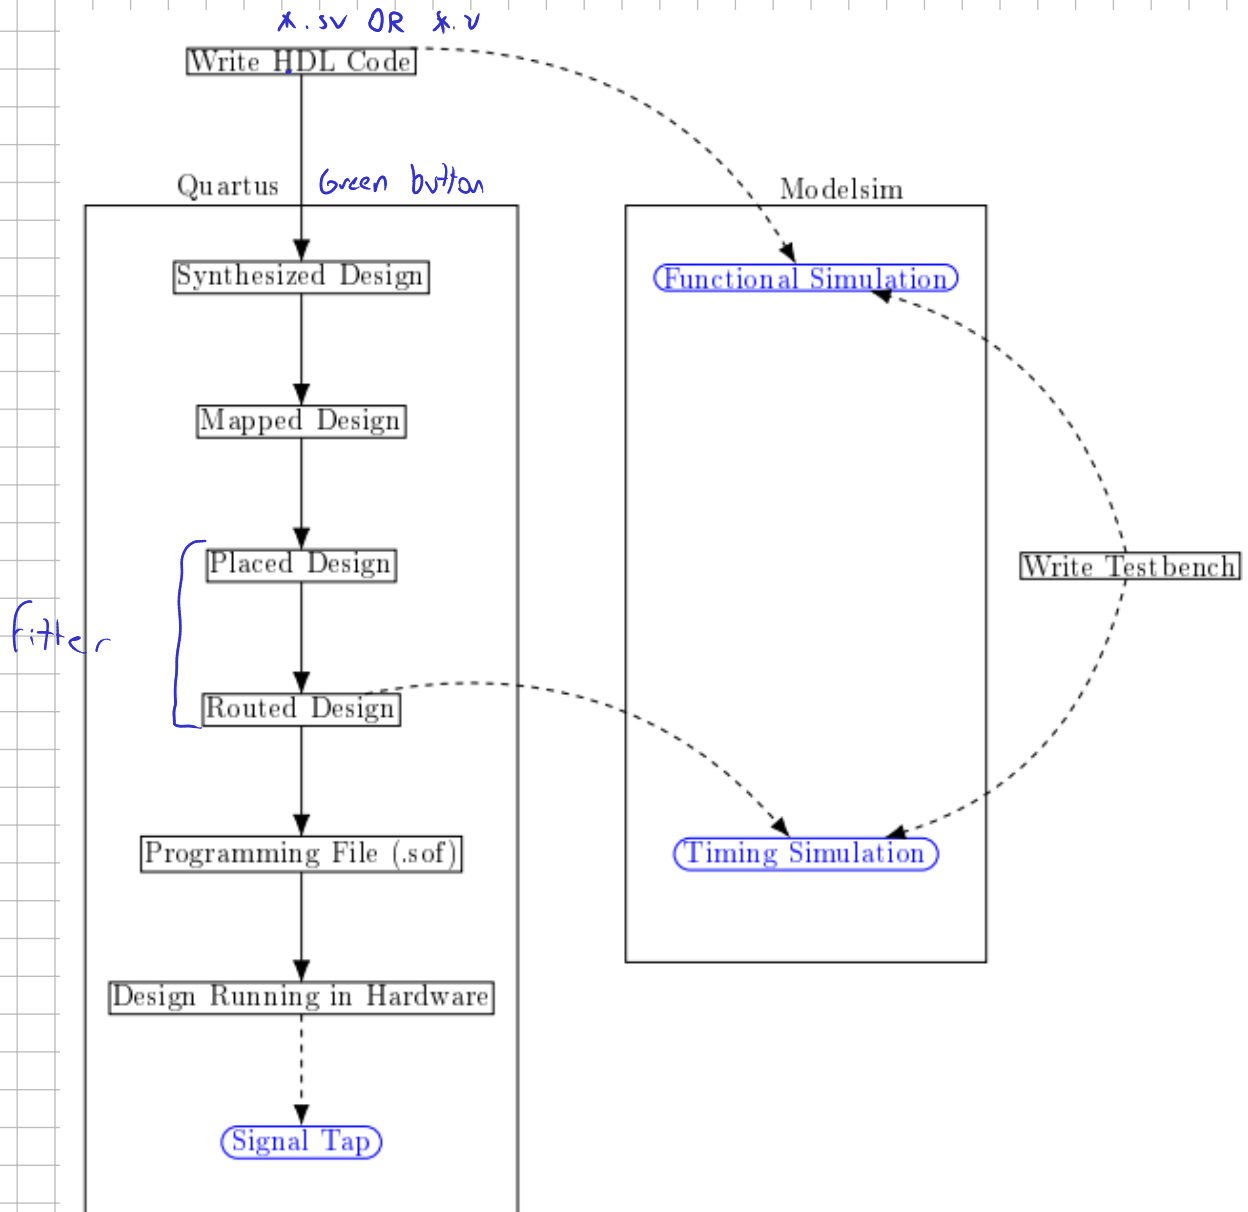 *.sv OR *.v
Write HDL Code
Quartus
Green button
Modelsim
Synthesized Design
Functional Simulation
Mapped Design
Placed Design
Write Testbench
fitter
Routed Design
Programming File (.sof)
Timing Simulation
Design Running in Hardware
Signal Tap